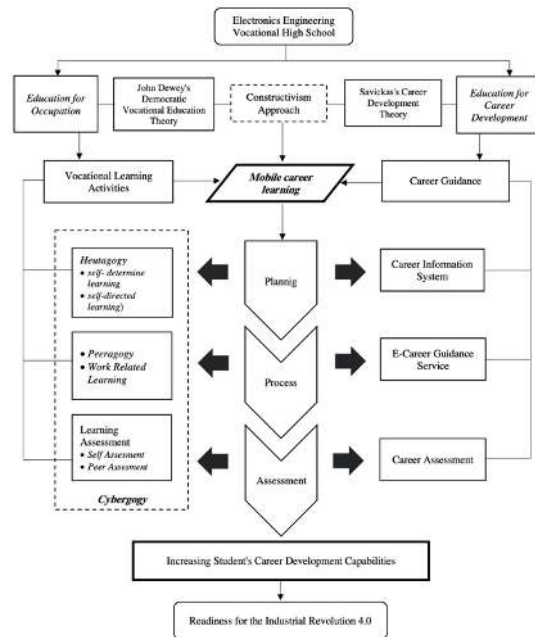 Electronics Engineering
Vocational High School
Education for
Occupation
John Dewey's
Democratic
Vocational Education
Theory
Constructivism
Approach
Savickas's Career
Development
Theory
Education for
Career
Development
Vocational Learning
Activities
Mobile career
learning
Career Guidance
Heutagogy
• self- determine
learning
• self-directed
learning)
Plannig
Career Information
System
• Peeragogy
• Work Related
Learning
Process
E-Career Guidance
Service
Learning
Assessment
• Self Assesment
• Peer Assesment
Assessment
Career Assessment
Cybergogy
Increasing Student's Career Development Capabilities
Readiness for the Industrial Revolution 4.0